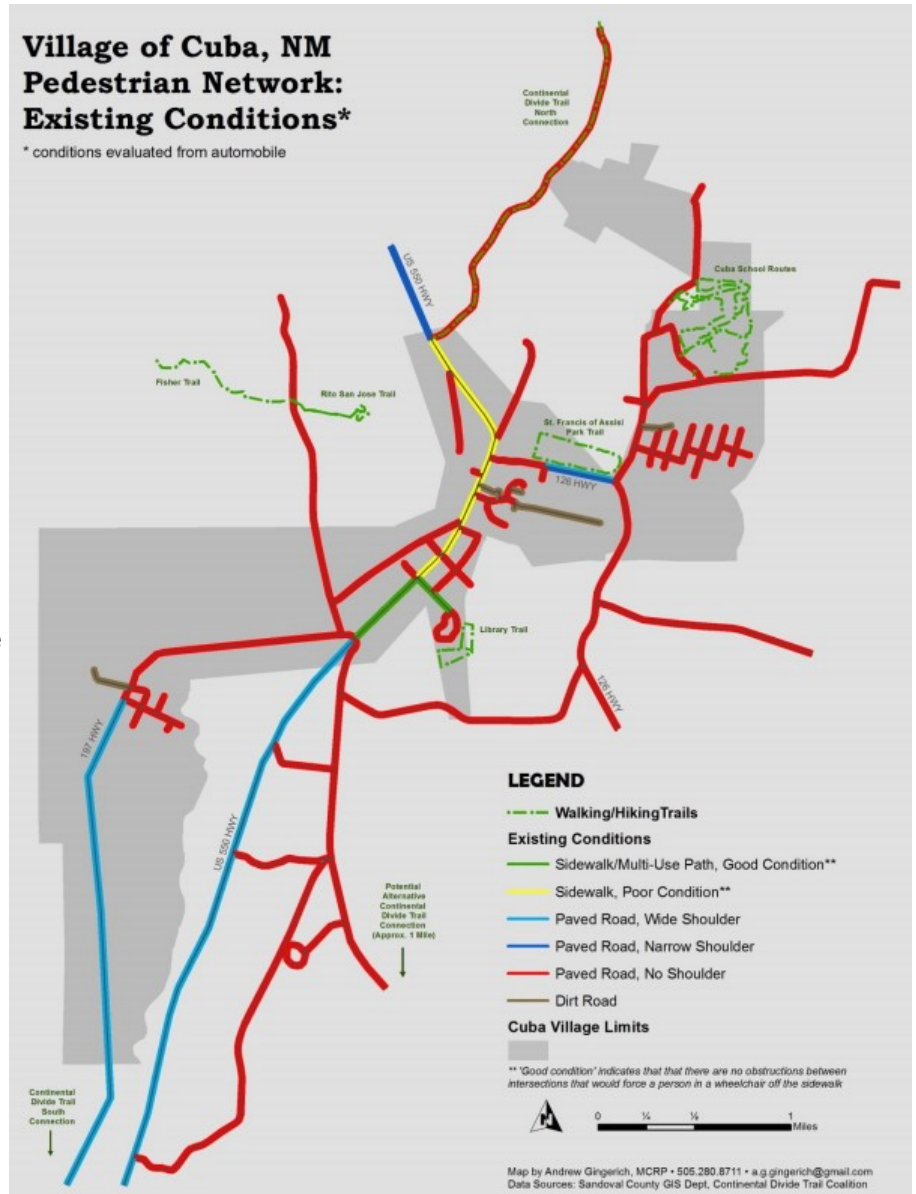 Village of Cuba, NM
Pedestrian Network:
Existing Conditions*
* conditions evaluated from automobile
Continental
Divide Trail
North
Connection
US 550 HWY
Cuba School Routes
Fisher Trail
Rito San Jose Trail
St. Francis of Assisi
Park Trail
126 HWY
Library Trail
126 HWY
197 HWY
US 550 HWY
Potential
Alternative
Continental
Divide Trail
Connection
(Approx. 1 Mile)
Continental
Divide Trail
South
Connection
LEGEND
Walking/HikingTrails
Existing Conditions
Sidewalk/Multi-Use Path, Good Condition**
Sidewalk, Poor Condition**
Paved Road, Wide Shoulder
Paved Road, Narrow Shoulder
Paved Road, No Shoulder
Dirt Road
Cuba Village Limits
** 'Good condition' indicates that that there are no obstructions between
intersections that would force a person in a wheelchair off the sidewalk
0 ¼ ½ 1
Miles
Map by Andrew Gingerich, MCRP • 505.280.8711 • a.g.gingerich@gmail.com
Data Sources: Sandoval County GIS Dept, Continental Divide Trail Coalition